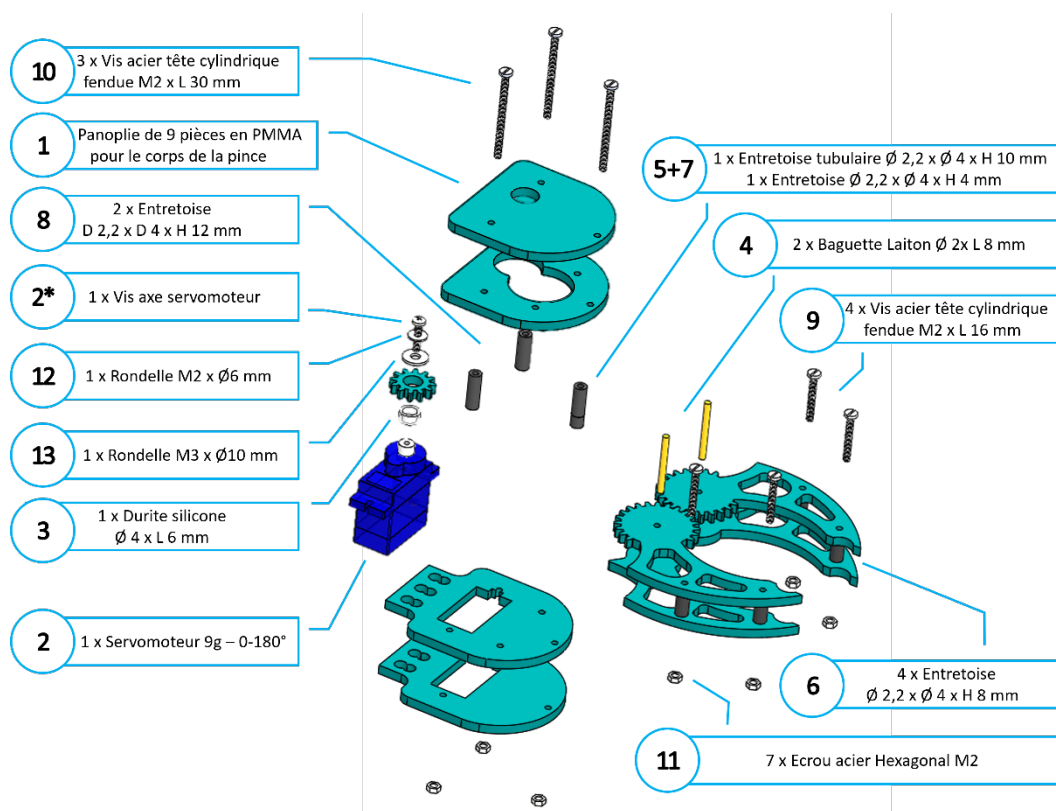 10
3 x Vis acier tête cylindrique
fendue M2 x L 30 mm
1
Panoplie de 9 pièces en PMMA
pour le corps de la pince
8
2 x Entretoise
D 2,2 x D 4 x H 12 mm
2*
1 x Vis axe servomoteur
12
1 x Rondelle M2 x Ø6 mm
13
1 x Rondelle M3 x Ø10 mm
3
1 x Durite silicone
Ø 4 x L 6 mm
2
1 x Servomoteur 9g – 0-180°
5+7
1 x Entretoise tubulaire Ø 2,2 x Ø 4 x H 10 mm
1 x Entretoise Ø 2,2 x Ø 4 x H 4 mm
4
2 x Baguette Laiton Ø 2x L 8 mm
9
4 x Vis acier tête cylindrique
fendue M2 x L 16 mm
6
4 x Entretoise
Ø 2,2 x Ø 4 x H 8 mm
11
7 x Ecrou acier Hexagonal M2